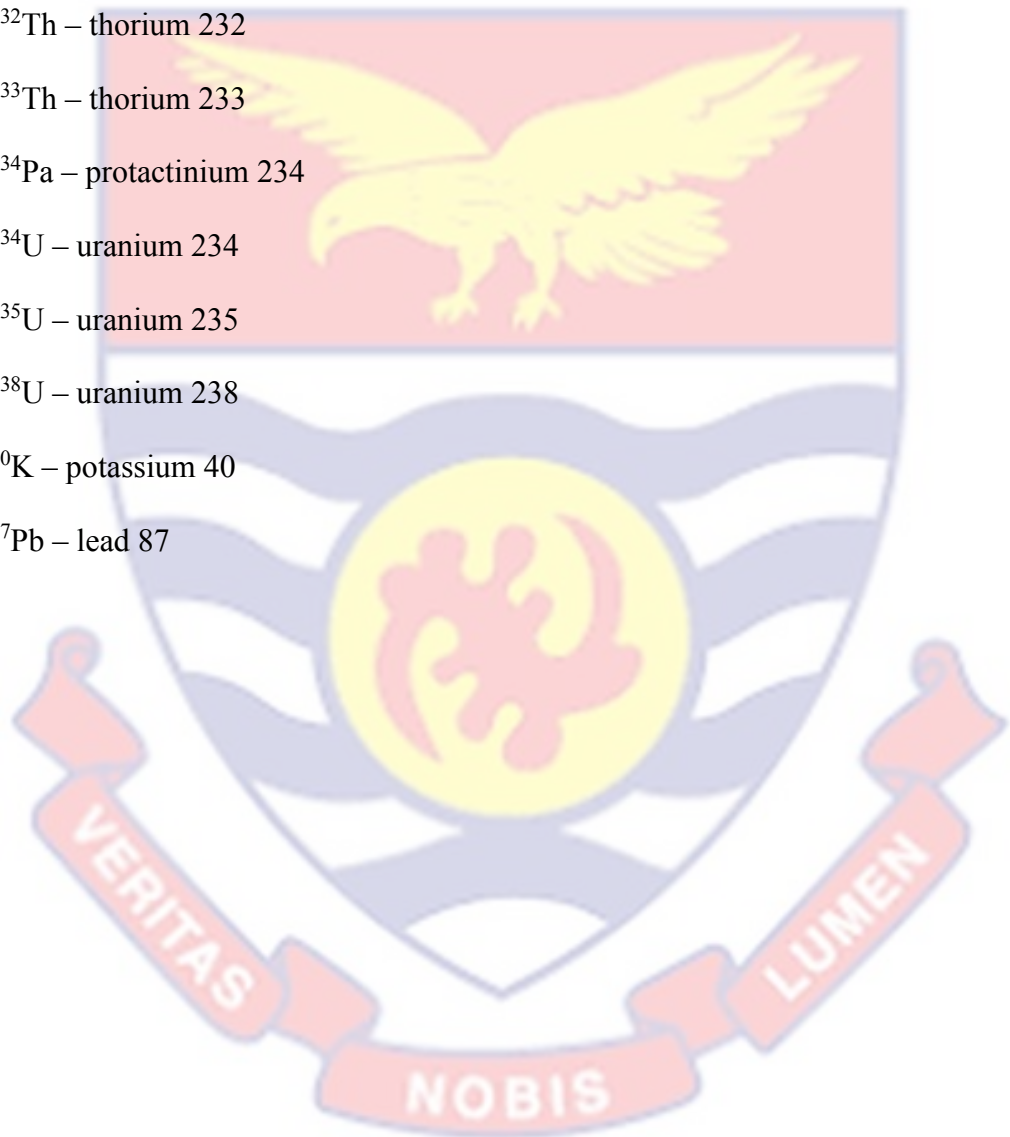 ³²Th – thorium 232
³³Th – thorium 233
³⁴Pa – protactinium 234
³⁴U – uranium 234
³⁵U – uranium 235
³⁸U – uranium 238
⁰K – potassium 40
⁷Pb – lead 87
VERITAS
NOBIS
LUMEN